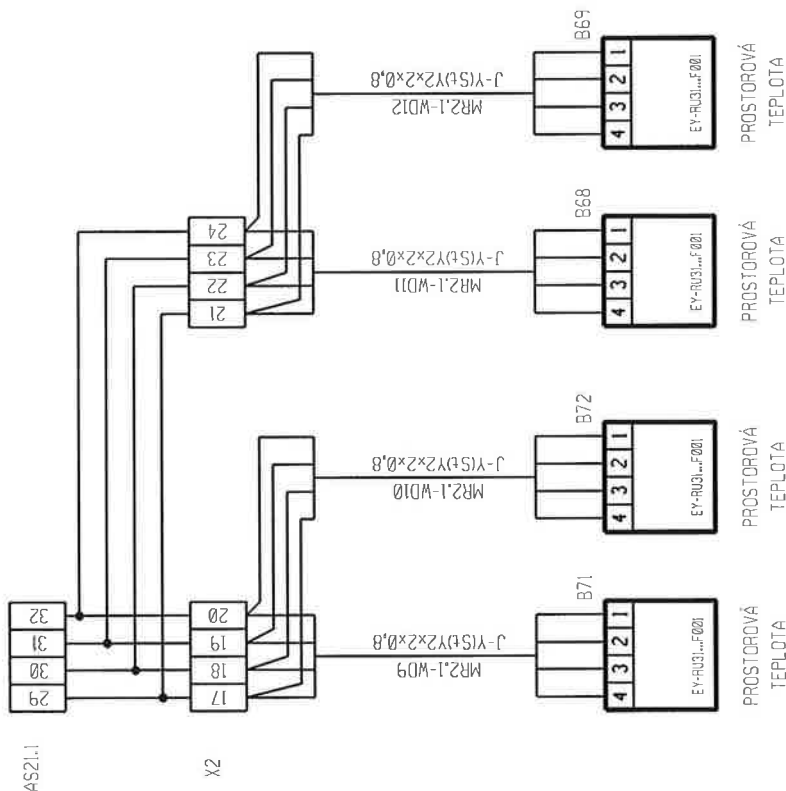 AS21.1
29
30
31
32
X2
17
18
19
20
21
22
23
24
MR2.1-WD9
J-Y(St)Y2x2x0,8
MR2.1-WD10
J-Y(St)Y2x2x0,8
MR2.1-WD11
J-Y(St)Y2x2x0,8
MR2.1-WD12
J-Y(St)Y2x2x0,8
B71
4 3 2 1
EY-RU31...F001
PROSTOROVÁ
TEPLOTA
B72
4 3 2 1
EY-RU31...F001
PROSTOROVÁ
TEPLOTA
B68
4 3 2 1
EY-RU31...F001
PROSTOROVÁ
TEPLOTA
B69
4 3 2 1
EY-RU31...F001
PROSTOROVÁ
TEPLOTA